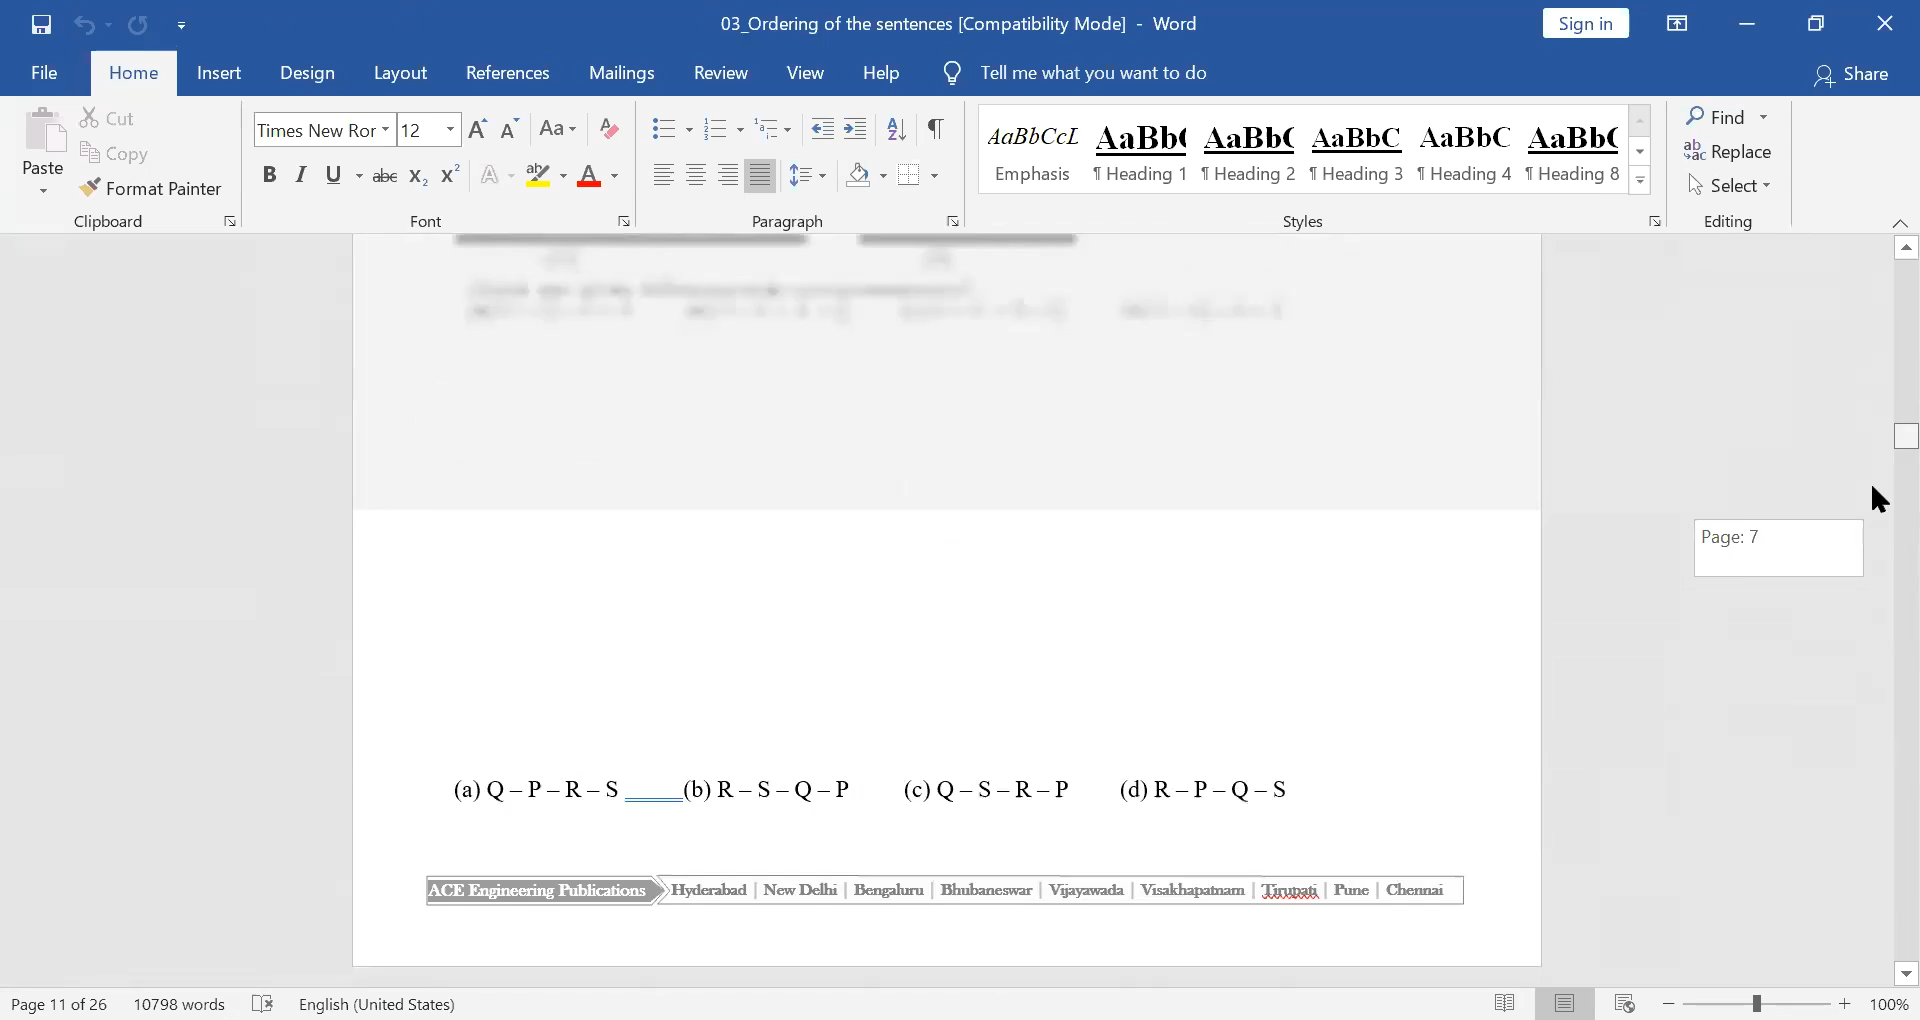 03_Ordering of the sentences [Compatibility Mode] - Word
Sign in
File Home Insert Design Layout References Mailings Review View Help Tell me what you want to do Share
Paste
Cut
Copy
Format Painter
Clipboard
Times New Ror 12
Font
Paragraph
AaBbCcL AaBb( AaBb( AaBbC AaBbC AaBb(
Emphasis ¶ Heading 1 ¶ Heading 2 ¶ Heading 3 ¶ Heading 4 ¶ Heading 8
Styles
Find
Replace
Select
Editing
Page: 7
(a) Q – P – R – S (b) R – S – Q – P (c) Q – S – R – P (d) R – P – Q – S
ACE Engineering Publications Hyderabad | New Delhi | Bengaluru | Bhubaneswar | Vijayawada | Visakhapatnam | Tirupati | Pune | Chennai
Page 11 of 26 10798 words English (United States) 100%